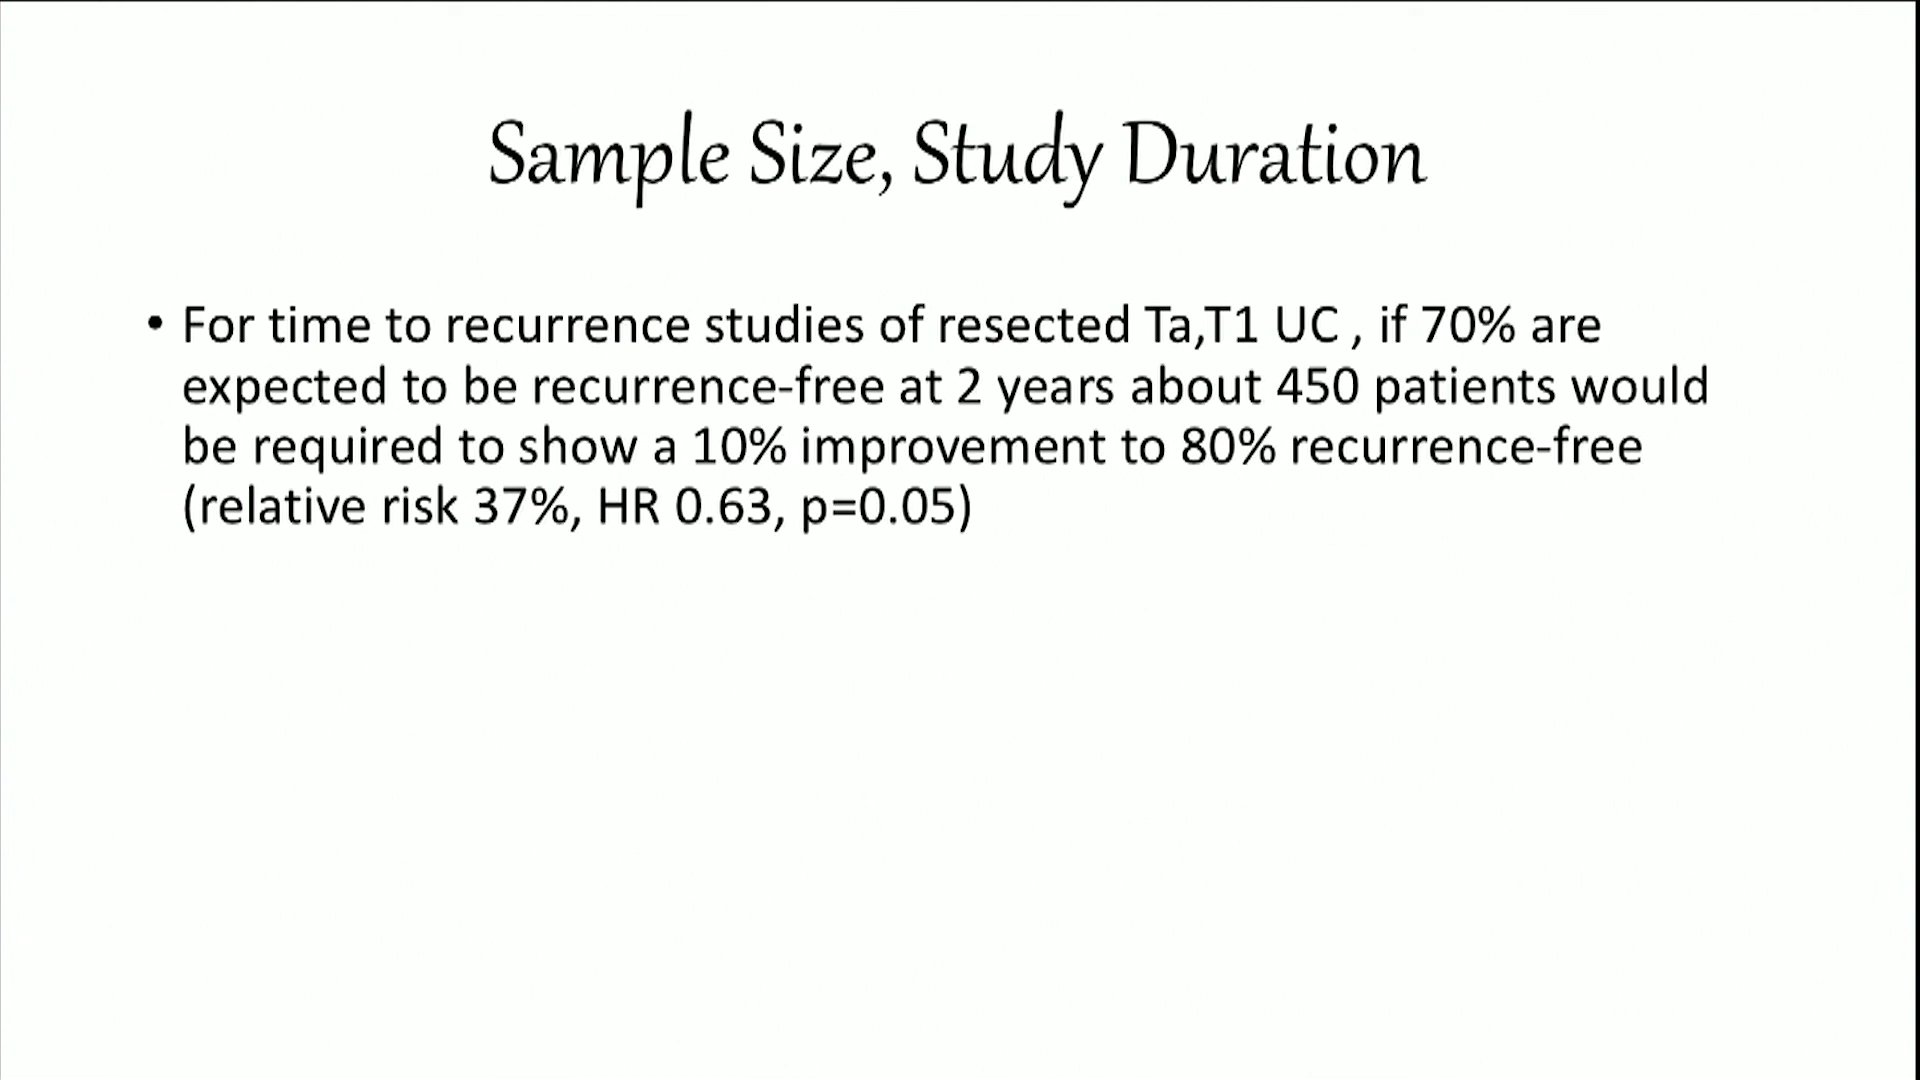 Sample Size, Study Duration
• For time to recurrence studies of resected Ta,T1 UC , if 70% are
expected to be recurrence-free at 2 years about 450 patients would
be required to show a 10% improvement to 80% recurrence-free
(relative risk 37%, HR 0.63, p=0.05)